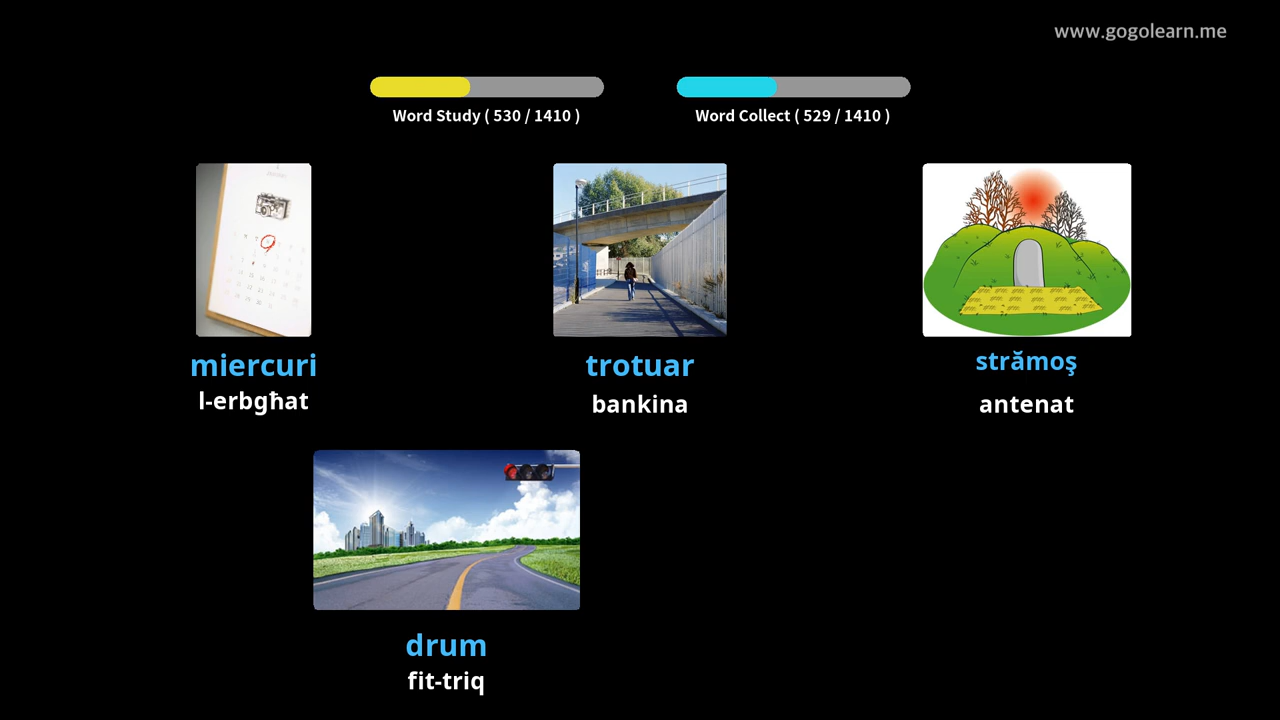 www.gogolearn.me
Word Study ( 530 / 1410 )
Word Collect ( 529 / 1410 )
miercuri
l-erbgħat
trotuar
bankina
strămoş
antenat
drum
fit-triq